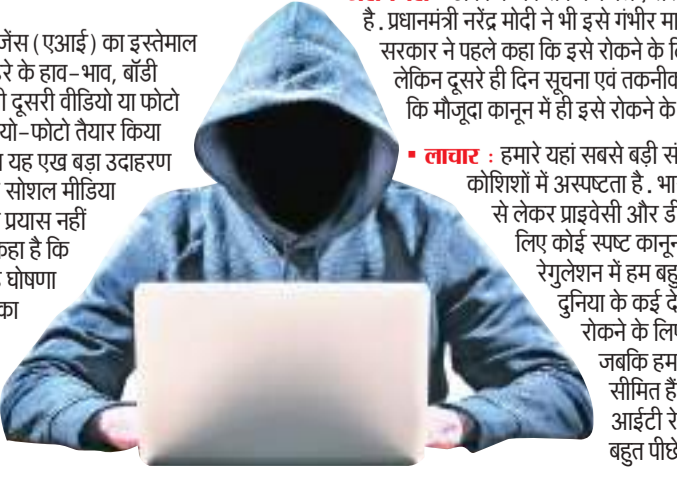 जेंस (एआई) का इस्तेमाल
रे के हाव-भाव, बॉडी
ी दूसरी वीडियो या फोटो
यो-फोटो तैयार किया
यह एख बड़ा उदाहरण
सोशल मीडिया
प्रयास नहीं
कहा है कि
घोषणा
का
है. प्रधानमंत्री नरेंद्र मोदी ने भी इसे गंभीर मा
सरकार ने पहले कहा कि इसे रोकने के लि
लेकिन दूसरे ही दिन सूचना एवं तकनीक
कि मौजूदा कानून में ही इसे रोकने के
▪ लाचार : हमारे यहां सबसे बड़ी सं
कोशिशों में अस्पष्टता है. भा
से लेकर प्राइवेसी और डी
लिए कोई स्पष्ट कानून
रेगुलेशन में हम बहु
दुनिया के कई दे
रोकने के लिए
जबकि हम
सीमित हैं
आईटी रे
बहुत पीछे